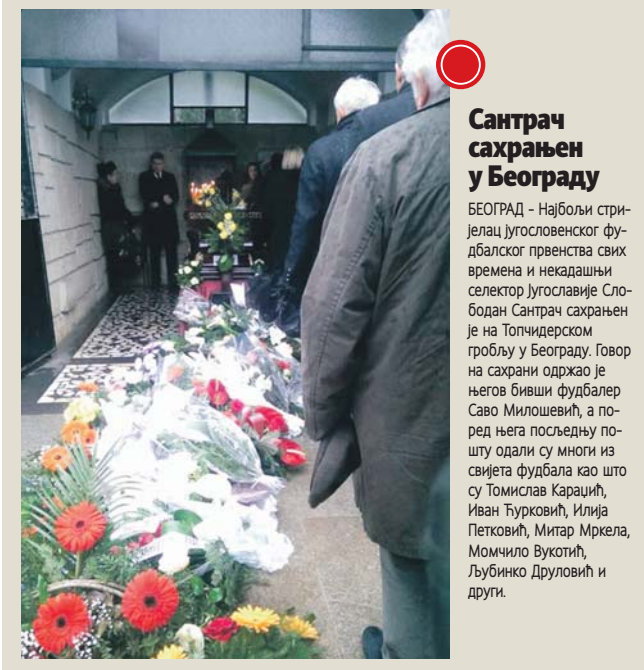 Сантрач
сахрањен
у Београду
БЕОГРАД - Најбољи стри-
јелац југословенског фу-
дбалског првенства свих
времена и некадашњи
селектор Југославије Сло-
бодан Сантрач сахрањен
је на Топчидерском
гробљу у Београду. Говор
на сахрани одржао је
његов бивши фудбалер
Саво Милошевић, а по-
ред њега посљедњу по-
шту одали су многи из
свијета фудбала као што
су Томислав Караџић,
Иван Ћурковић, Илија
Петковић, Митар Мркела,
Момчило Вукотић,
Љубинко Друловић и
други.